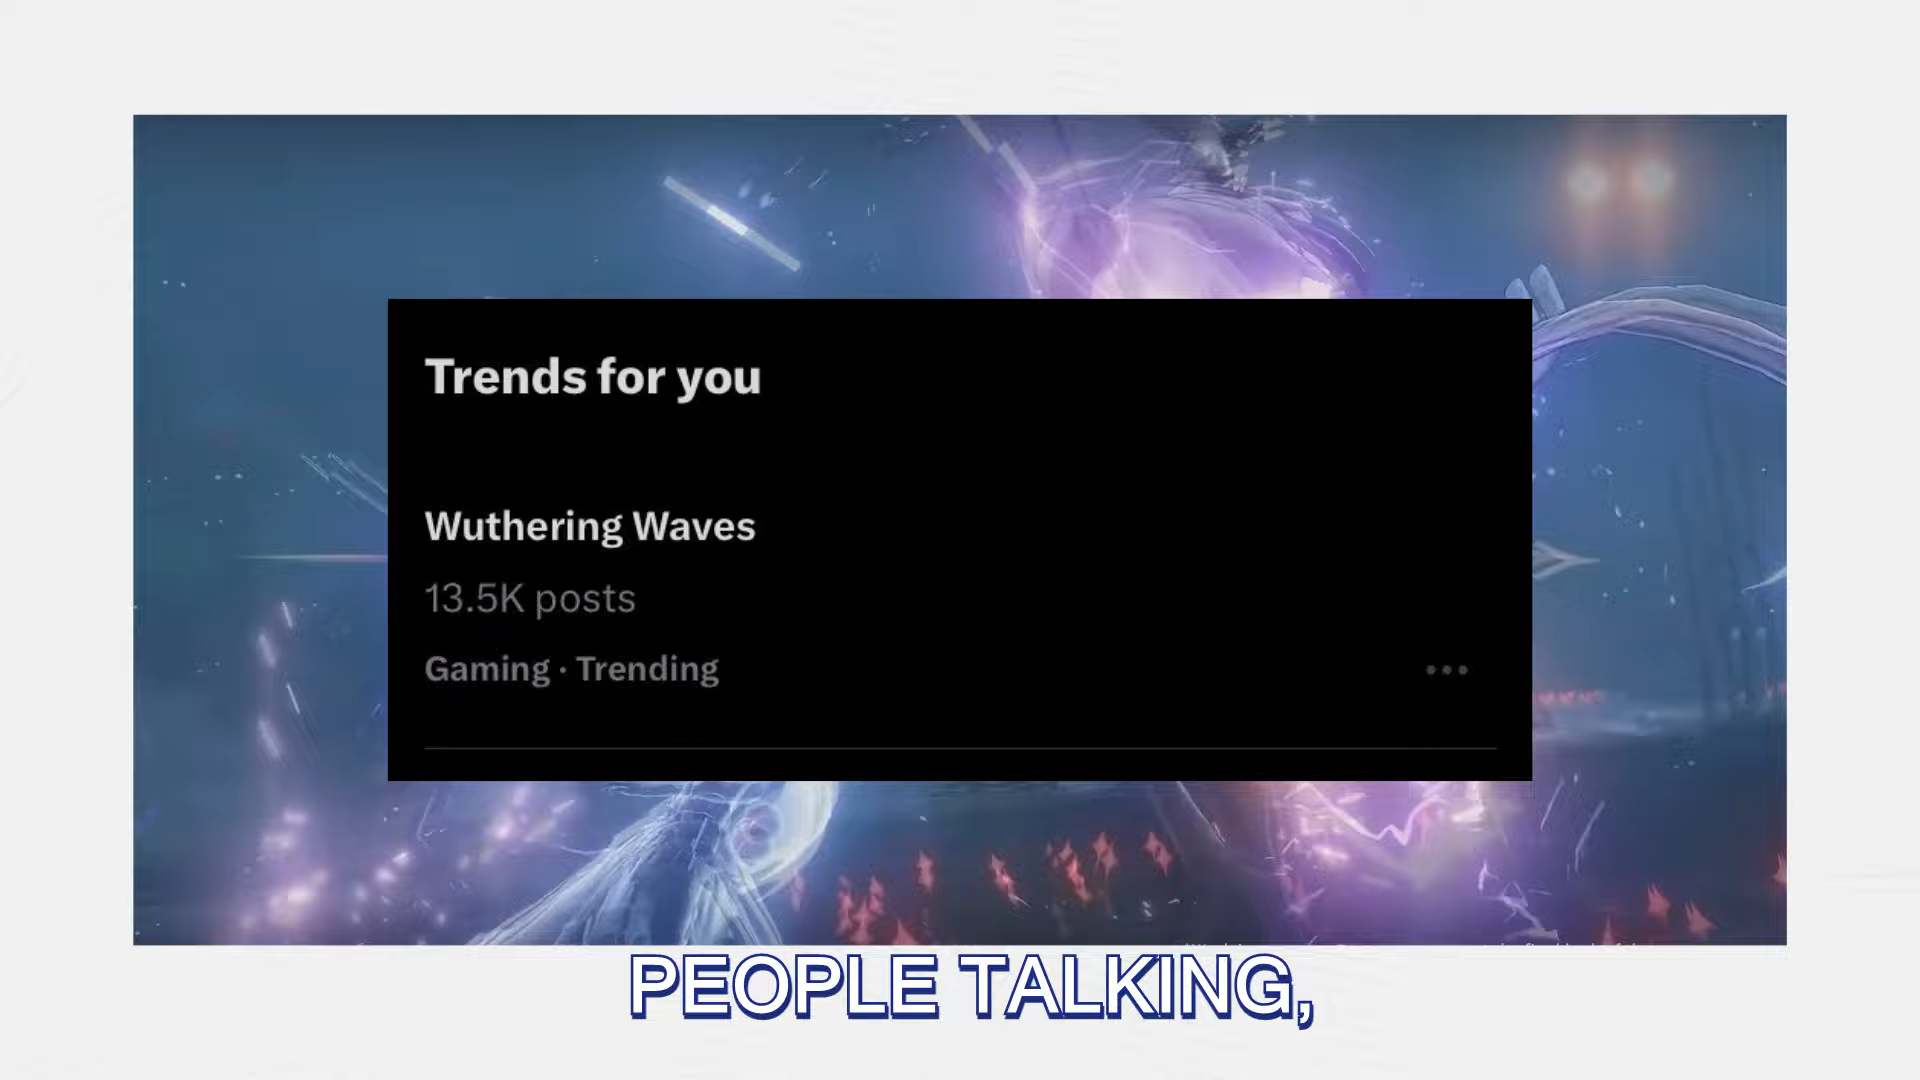 Trends for you
Wuthering Waves
13.5K posts
Gaming · Trending
PEOPLE TALKING,